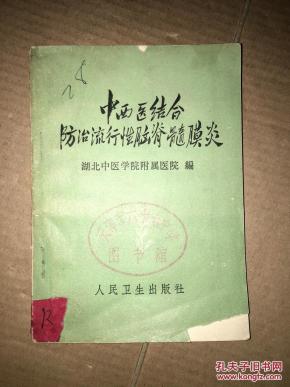 中西医结合
防治流行性脑脊髓膜炎
湖北中医学院附属医院 編
图书馆
人民卫生出版社
孔夫子旧书网